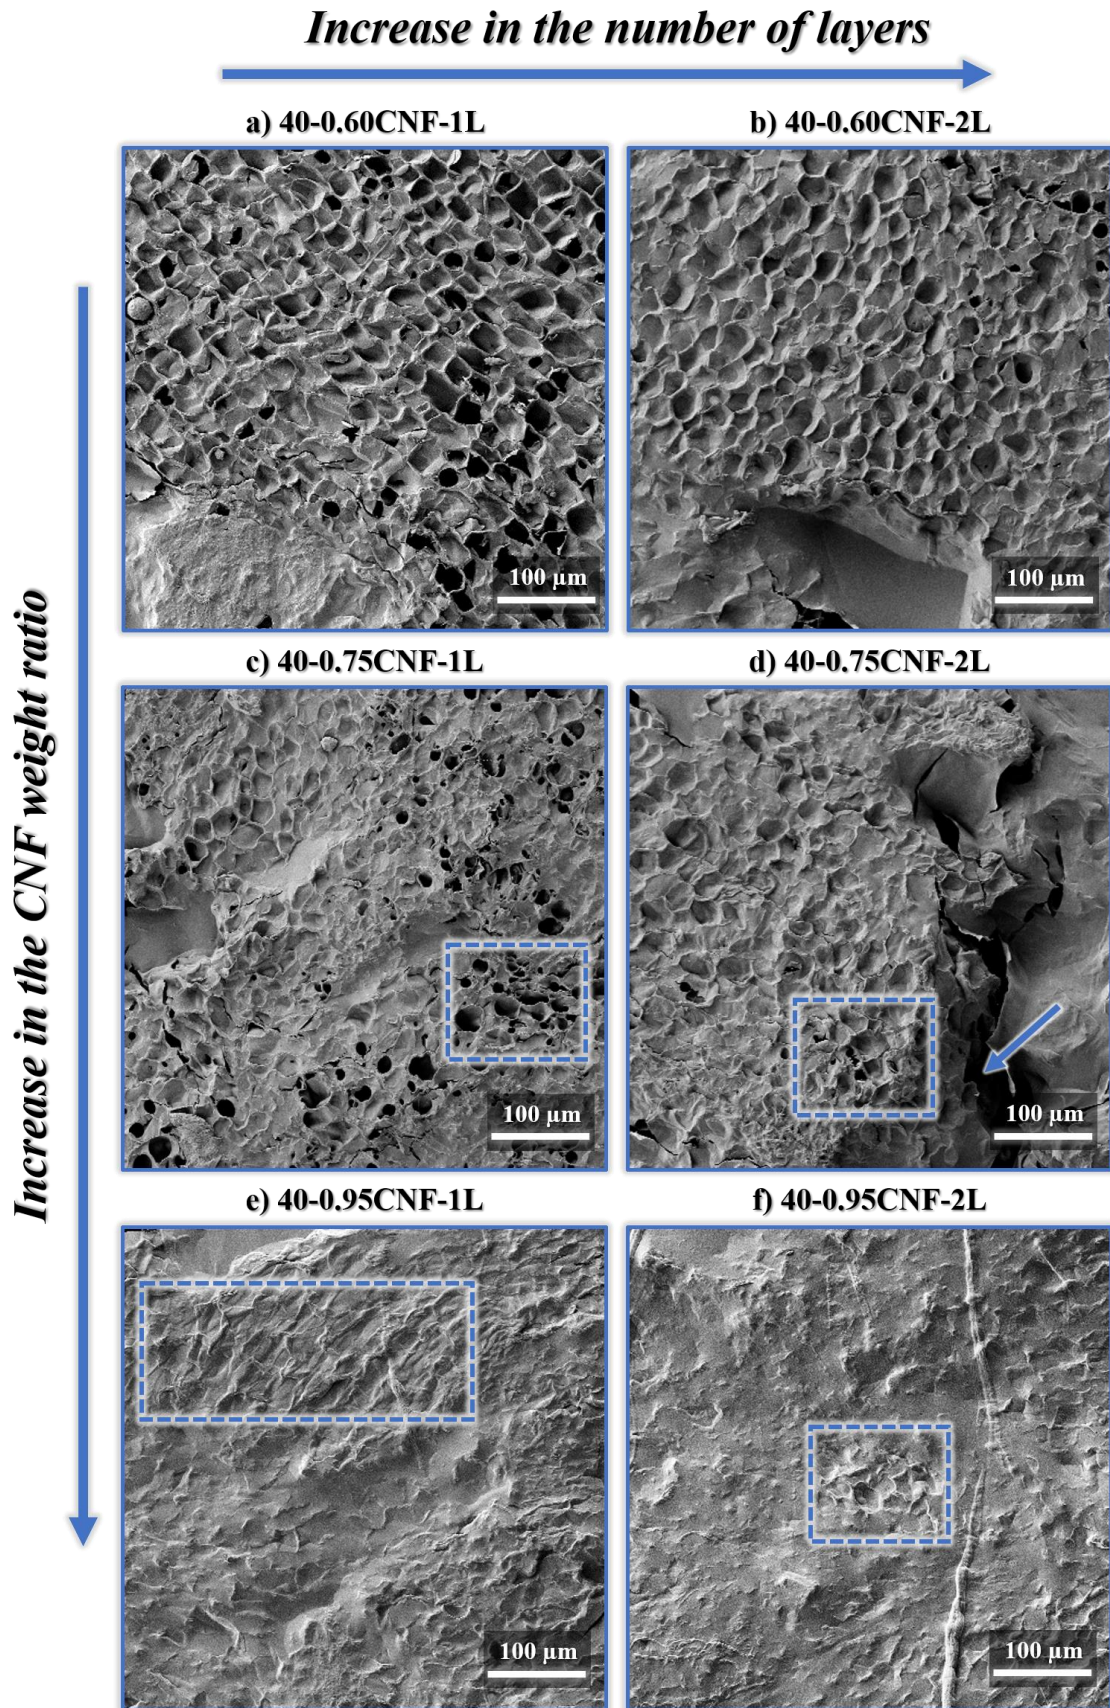 Increase in the number of layers
a) 40-0.60CNF-1L
b) 40-0.60CNF-2L
100 µm
100 µm
Increase in the CNF weight ratio
c) 40-0.75CNF-1L
d) 40-0.75CNF-2L
100 µm
100 µm
e) 40-0.95CNF-1L
f) 40-0.95CNF-2L
100 µm
100 µm